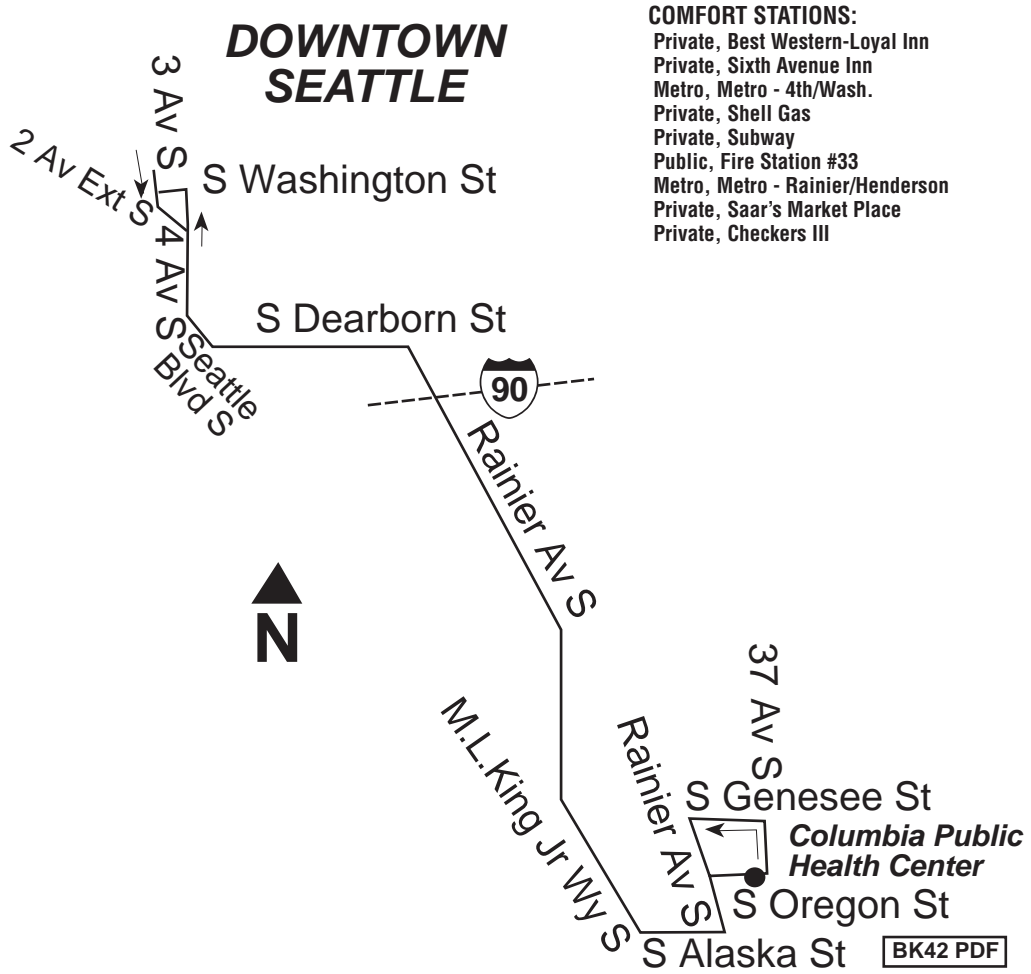 DOWNTOWN
SEATTLE
COMFORT STATIONS:
Private, Best Western-Loyal Inn
Private, Sixth Avenue Inn
Metro, Metro - 4th/Wash.
Private, Shell Gas
Private, Subway
Public, Fire Station #33
Metro, Metro - Rainier/Henderson
Private, Saar's Market Place
Private, Checkers III
3 Av S
2 Av Ext S
S Washington St
4 Av S
S Dearborn St
Seattle
Blvd S
90
Rainier Av S
N
37 Av S
M.L.King Jr Wy S
Rainier Av S
S Genesee St
Columbia Public
Health Center
S Oregon St
S Alaska St
BK42 PDF